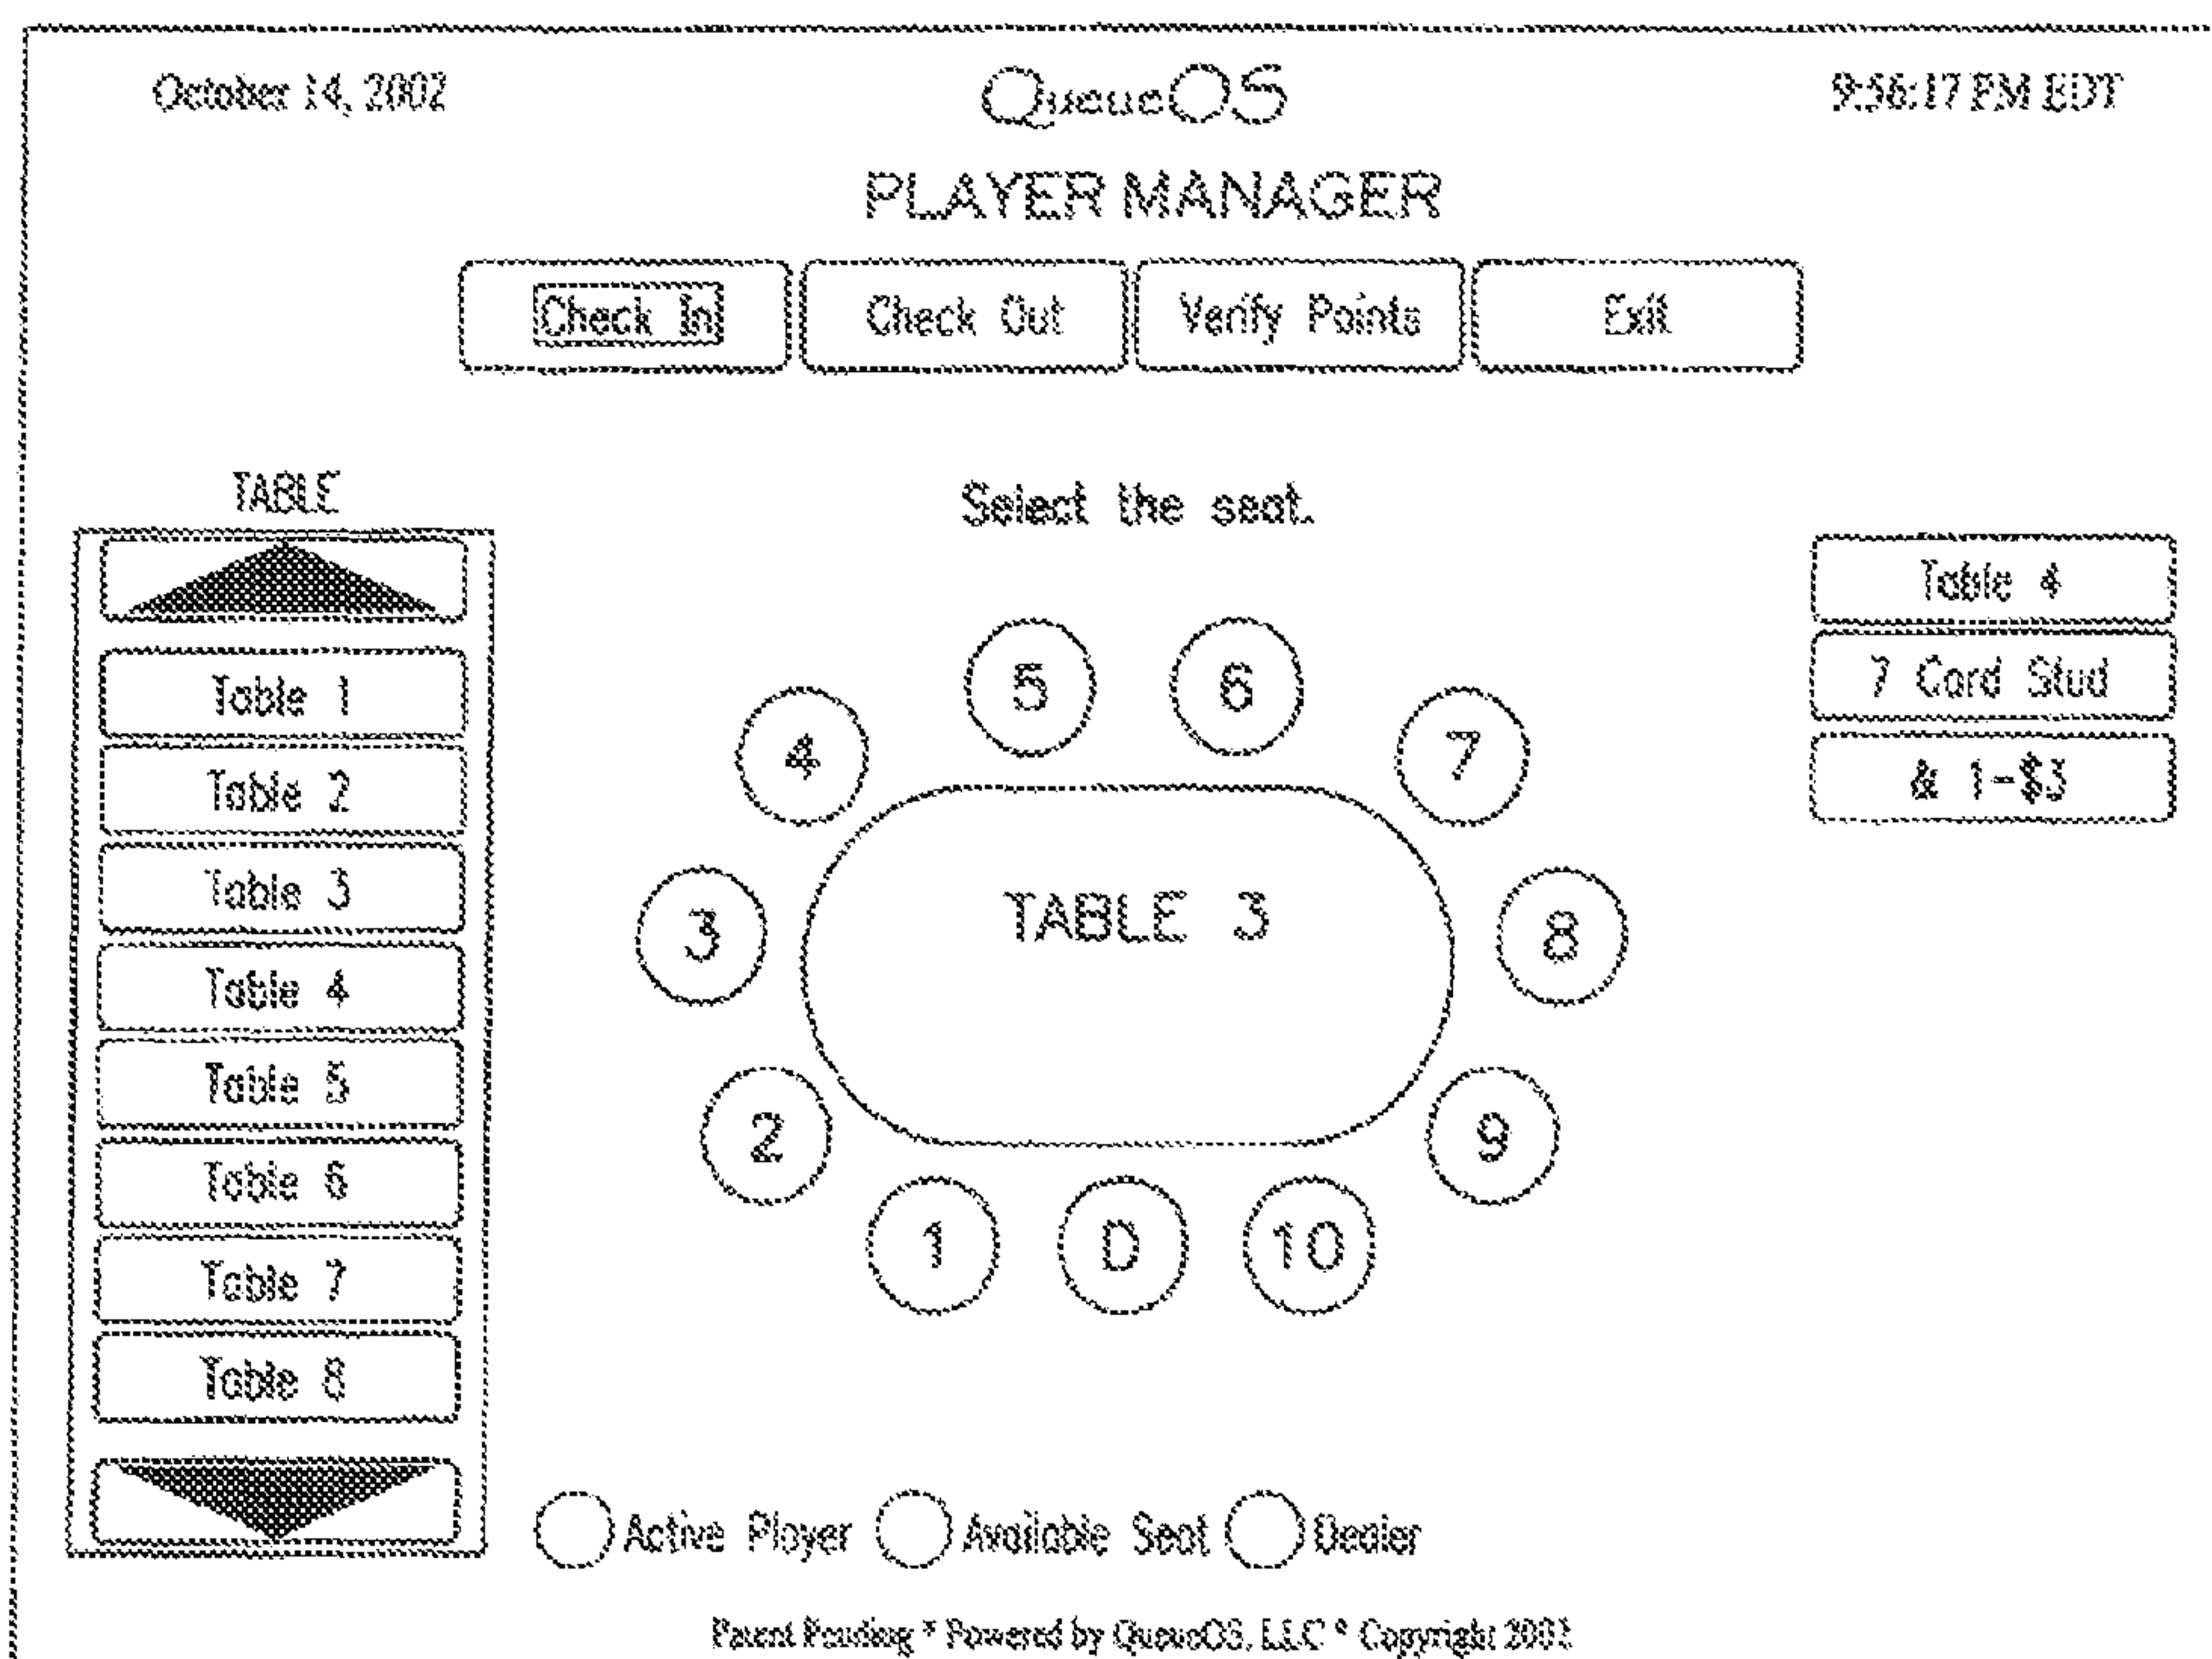 October 14, 2002 QueueOS 9:56:17 PM EDT
PLAYER MANAGER
Check In Check Out Verify Points Exit
TABLE
Table 1
Table 2
Table 3
Table 4
Table 5
Table 6
Table 7
Table 8
Select the seat.
5 6
4 7
TABLE 3
3 8
2 9
1 D 10
Table 4
7 Card Stud
& 1-$3
Active Player Available Seat Dealer
Patent Pending * Powered by QueueOS, LLC * Copyright